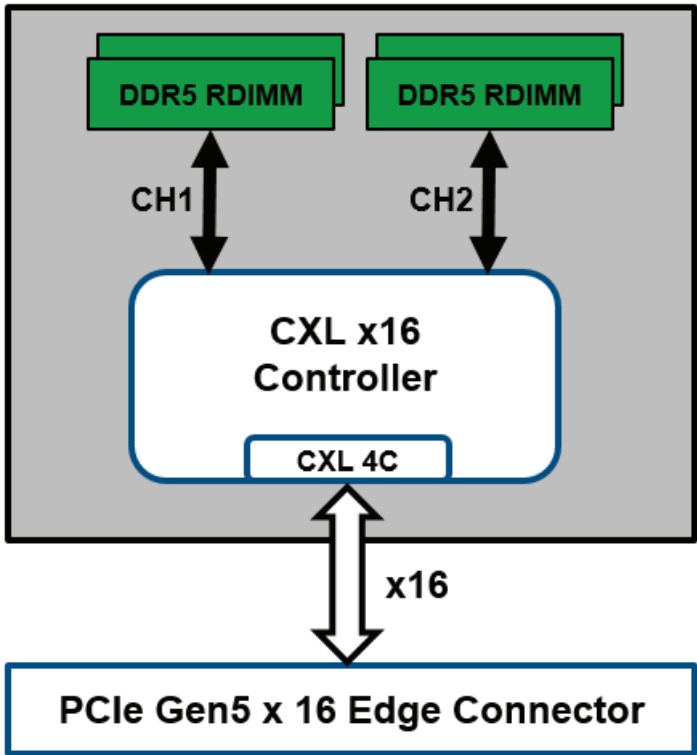 DDR5 RDIMM
DDR5 RDIMM
CH1
CH2
CXL x16
Controller
CXL 4C
x16
PCIe Gen5 x 16 Edge Connector